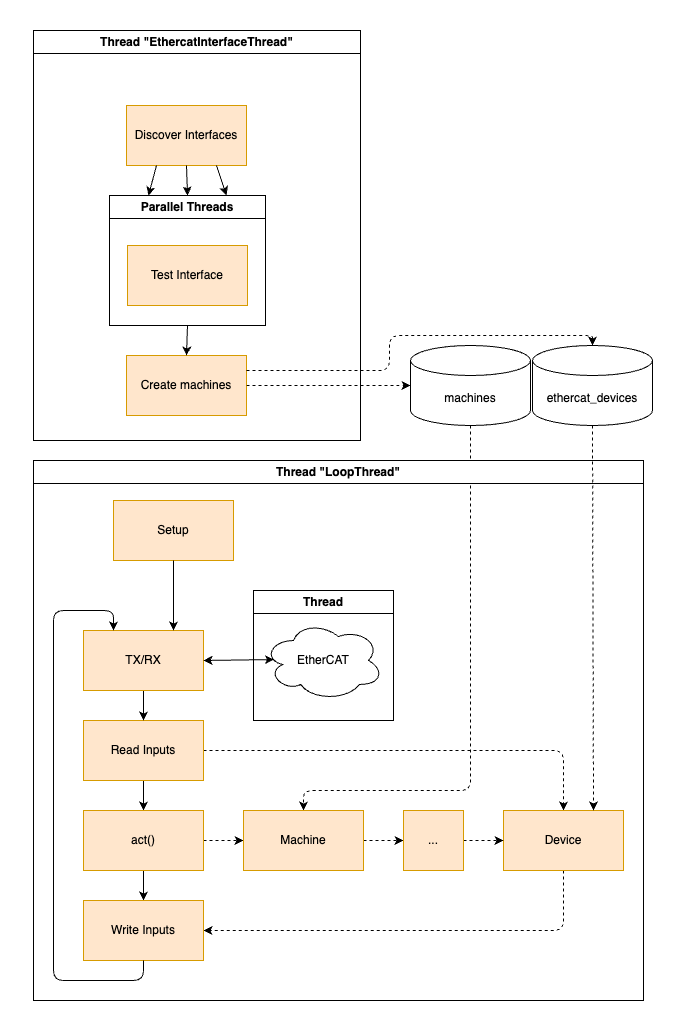 Thread "EthercatInterfaceThread"
Discover Interfaces
Parallel Threads
Test Interface
Create machines
machines
ethercat_devices
Thread "LoopThread"
Setup
Thread
TX/RX
EtherCAT
Read Inputs
act()
Machine
...
Device
Write Inputs